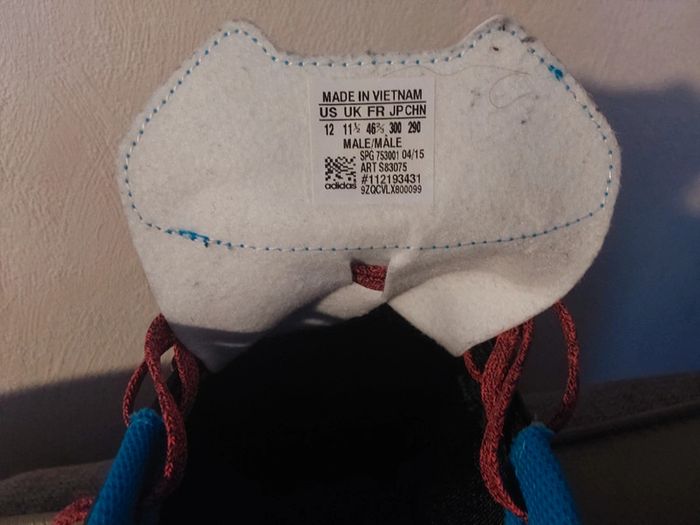 MADE IN VIETNAM
US UK FR JP CHN
12 11½ 46⅔ 300 290
MALE/MÂLE
SPG 753001 04/15
ART S83075
#112193431
adidas 9ZQCVLX800099